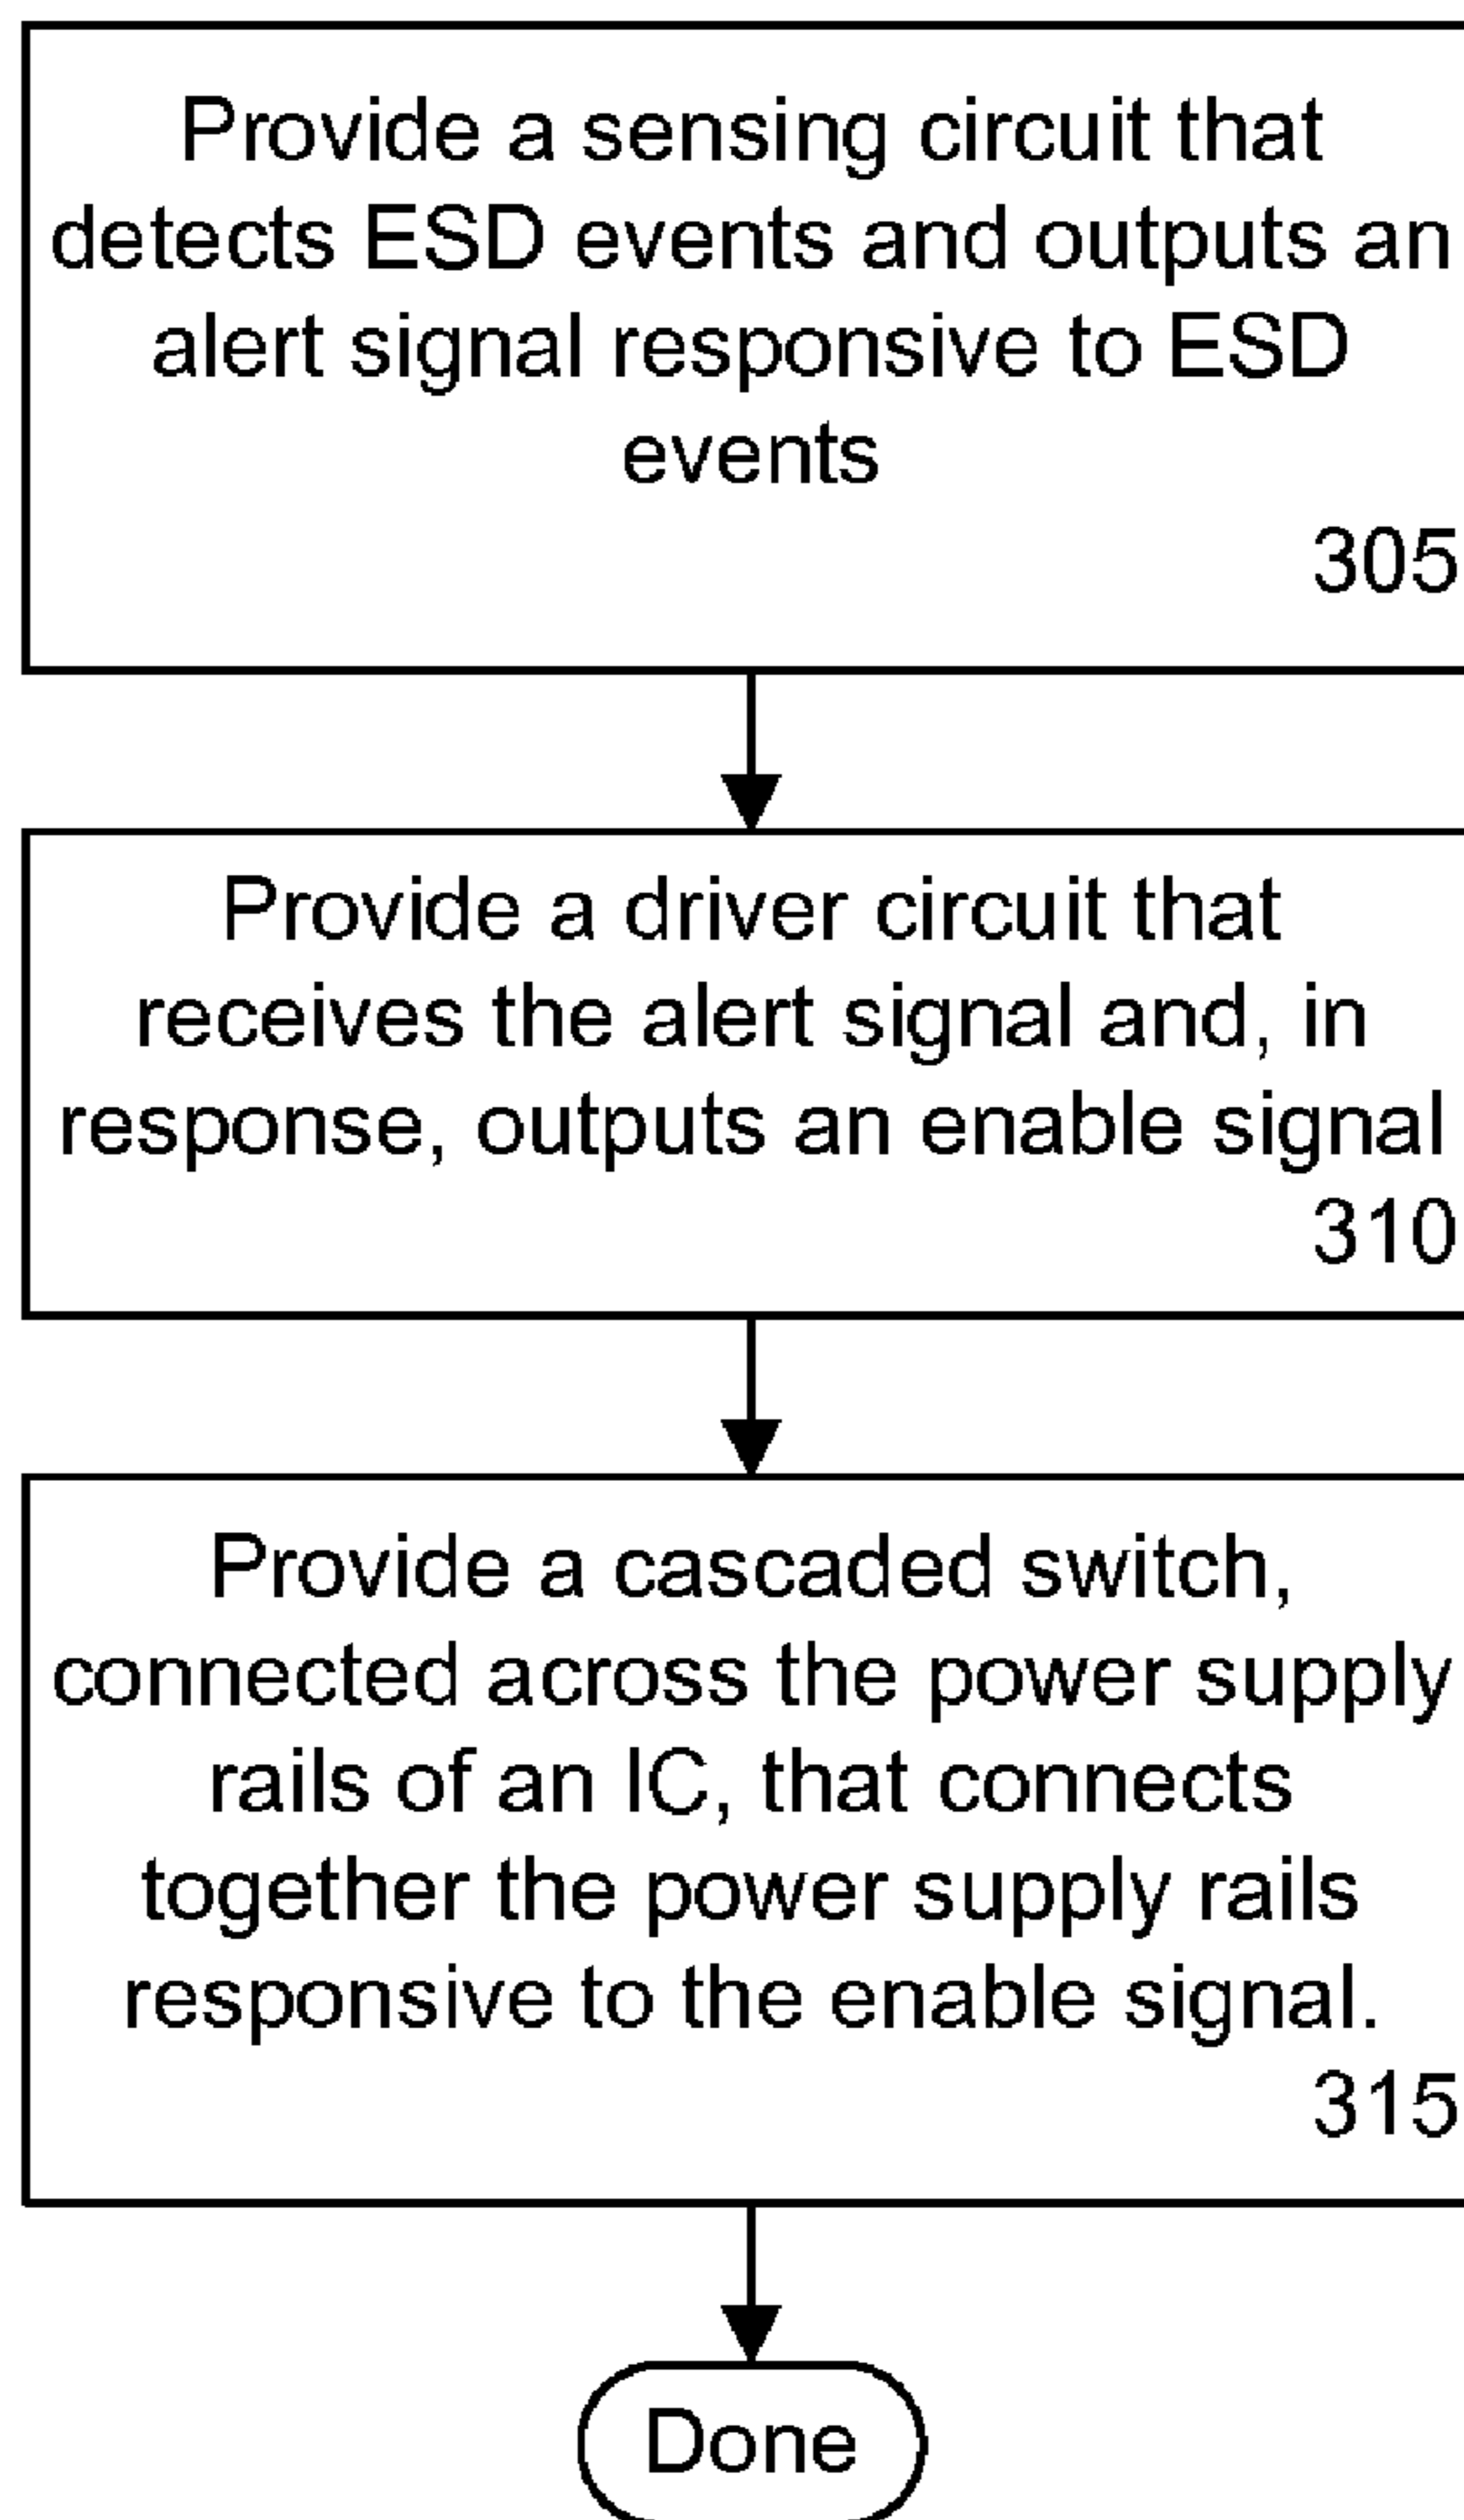 Provide a sensing circuit that
detects ESD events and outputs an
alert signal responsive to ESD
events
305
Provide a driver circuit that
receives the alert signal and, in
response, outputs an enable signal
310
Provide a cascaded switch,
connected across the power supply
rails of an IC, that connects
together the power supply rails
responsive to the enable signal.
315
Done